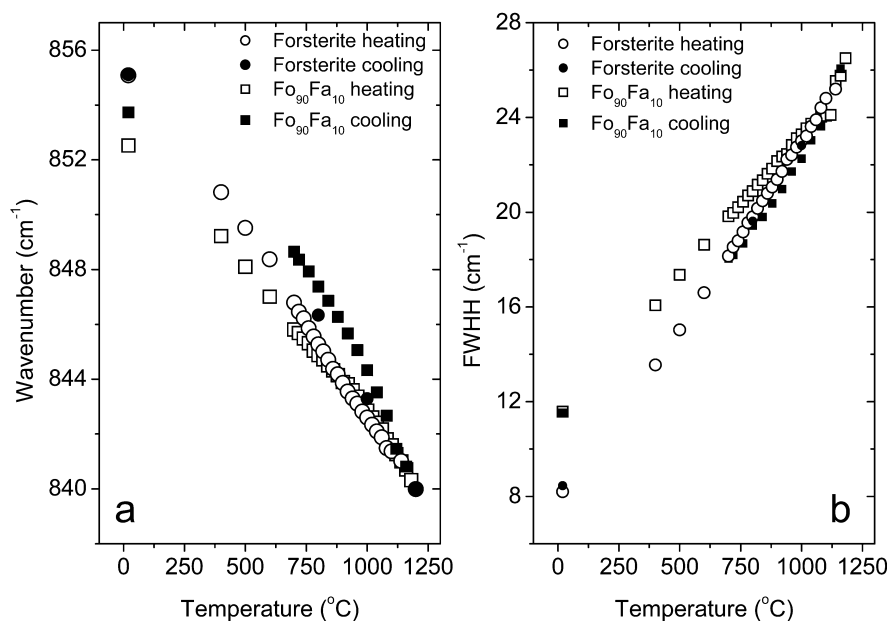 856
852
848
844
840
Wavenumber (cm⁻¹)
Forsterite heating
Forsterite cooling
Fo₉₀Fa₁₀ heating
Fo₉₀Fa₁₀ cooling
a
0 250 500 750 1000 1250
Temperature (°C)
28
24
20
16
12
8
FWHH (cm⁻¹)
Forsterite heating
Forsterite cooling
Fo₉₀Fa₁₀ heating
Fo₉₀Fa₁₀ cooling
b
0 250 500 750 1000 1250
Temperature (°C)